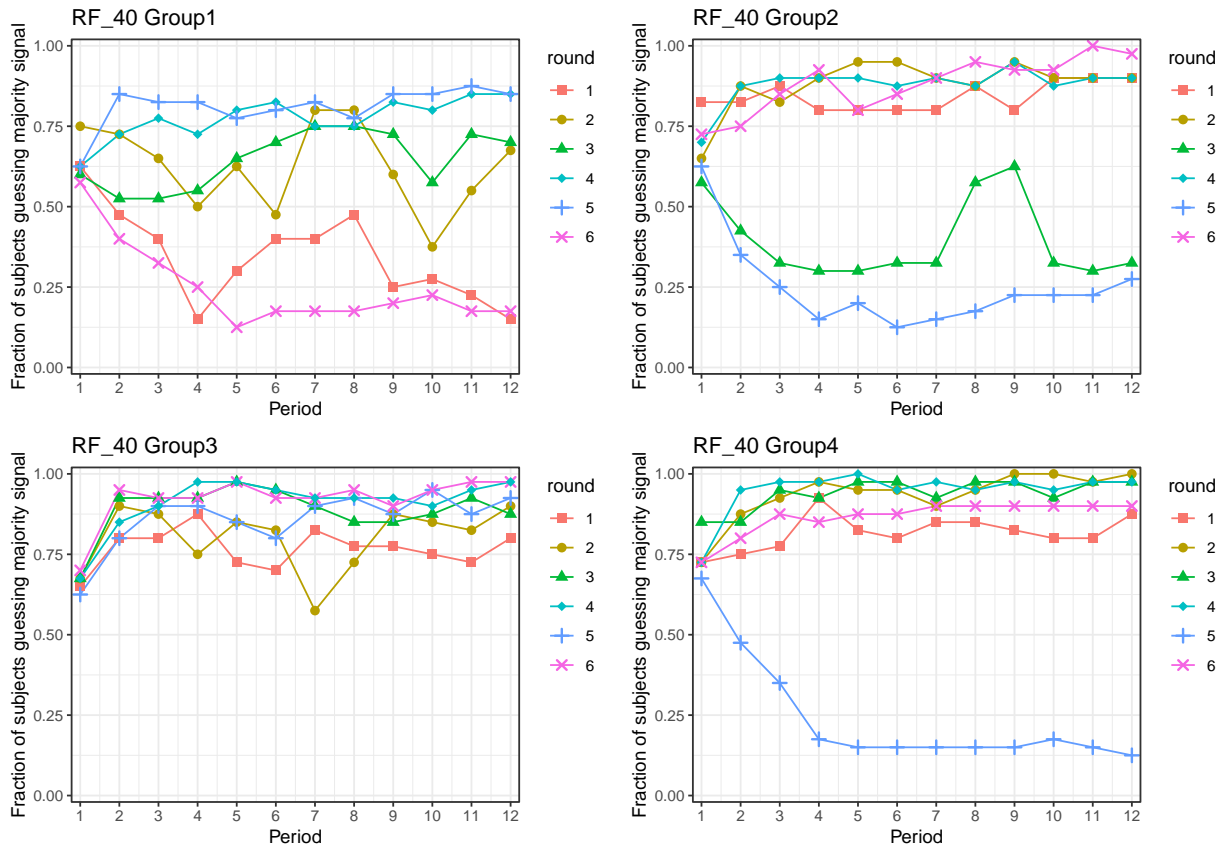 RF_40 Group1
Fraction of subjects guessing majority signal
1.00
0.75
0.50
0.25
0.00
1 2 3 4 5 6 7 8 9 10 11 12
Period
round
1
2
3
4
5
6
RF_40 Group2
Fraction of subjects guessing majority signal
1.00
0.75
0.50
0.25
0.00
1 2 3 4 5 6 7 8 9 10 11 12
Period
round
1
2
3
4
5
6
RF_40 Group3
Fraction of subjects guessing majority signal
1.00
0.75
0.50
0.25
0.00
1 2 3 4 5 6 7 8 9 10 11 12
Period
round
1
2
3
4
5
6
RF_40 Group4
Fraction of subjects guessing majority signal
1.00
0.75
0.50
0.25
0.00
1 2 3 4 5 6 7 8 9 10 11 12
Period
round
1
2
3
4
5
6